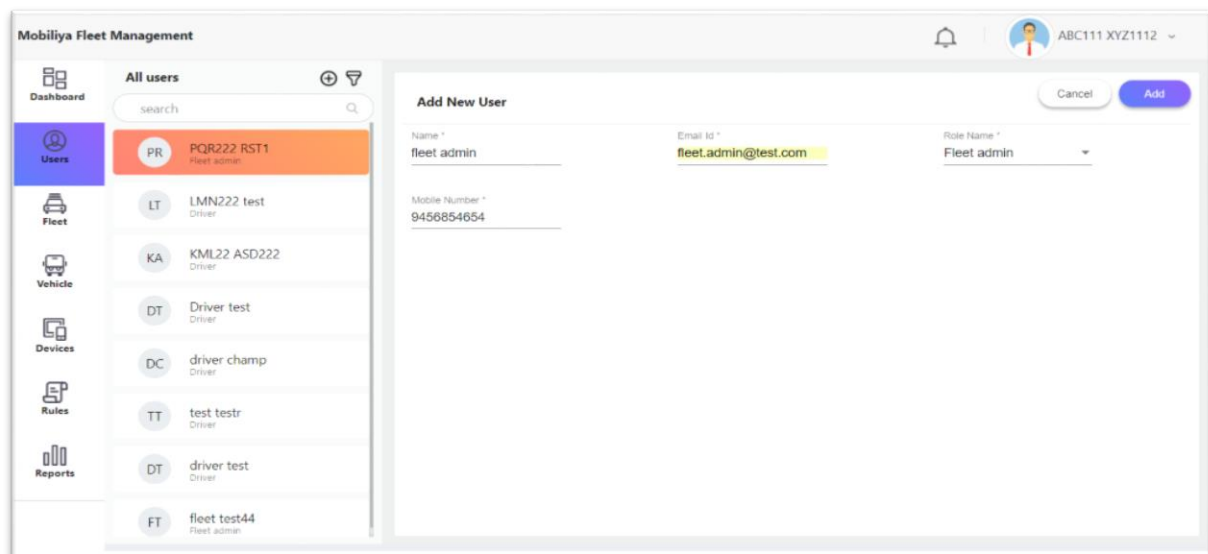 Mobiliya Fleet Management
ABC111 XYZ1112
Dashboard
Users
Fleet
Vehicle
Devices
Rules
Reports
All users
search
PR
PQR222 RST1
Fleet admin
LT
LMN222 test
Driver
KA
KML22 ASD222
Driver
DT
Driver test
Driver
DC
driver champ
Driver
TT
test testr
Driver
DT
driver test
Driver
FT
fleet test44
Fleet admin
Add New User
Cancel
Add
Name *
fleet admin
Email Id *
fleet.admin@test.com
Role Name *
Fleet admin
Mobile Number *
9456854654